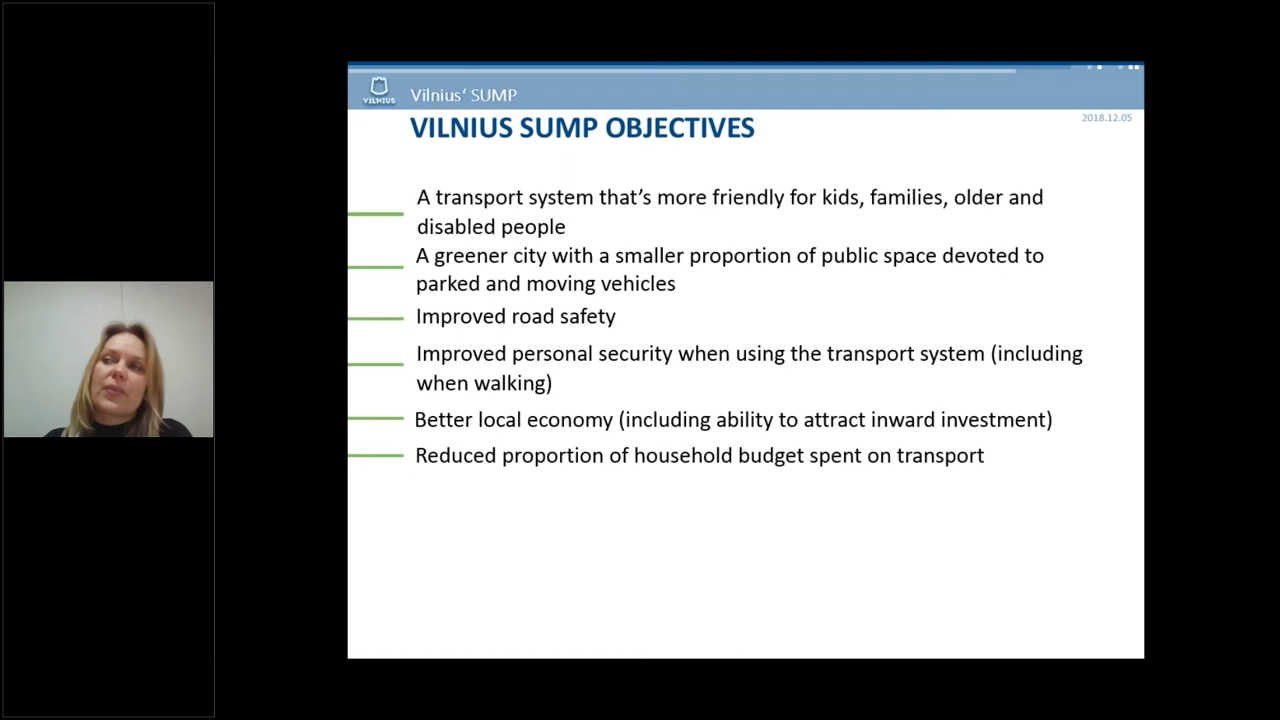 VILNIUS
Vilnius‘ SUMP
VILNIUS SUMP OBJECTIVES
2018.12.05
A transport system that’s more friendly for kids, families, older and
disabled people
A greener city with a smaller proportion of public space devoted to
parked and moving vehicles
Improved road safety
Improved personal security when using the transport system (including
when walking)
Better local economy (including ability to attract inward investment)
Reduced proportion of household budget spent on transport